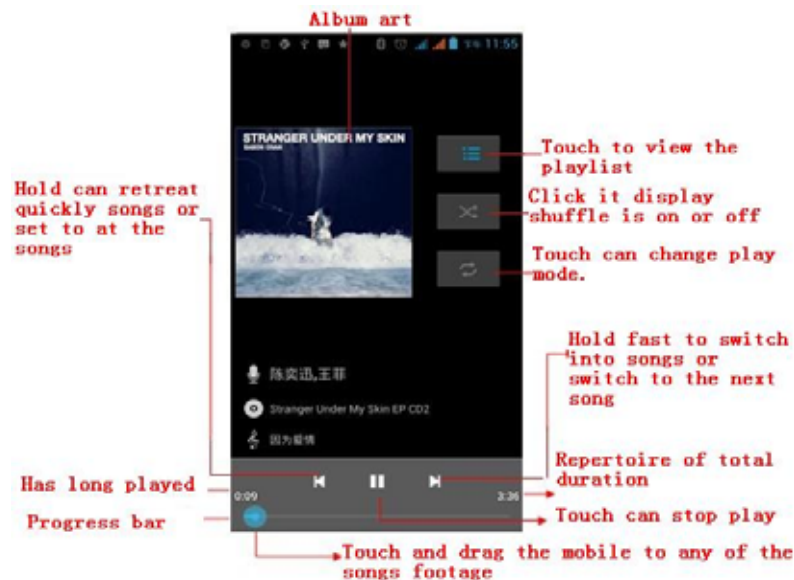 Album art
11:55
STRANGER UNDER MY SKIN
Touch to view the
playlist
Hold can retreat
quickly songs or
set to at the
songs
Click it display
shuffle is on or off
Touch can change play
mode.
Hold fast to switch
into songs or
switch to the next
song
陈奕迅,王菲
Stranger Under My Skin EP CD2
因为爱情
Repertoire of total
duration
Has long played
0:09
3:36
Touch can stop play
Progress bar
Touch and drag the mobile to any of the
songs footage